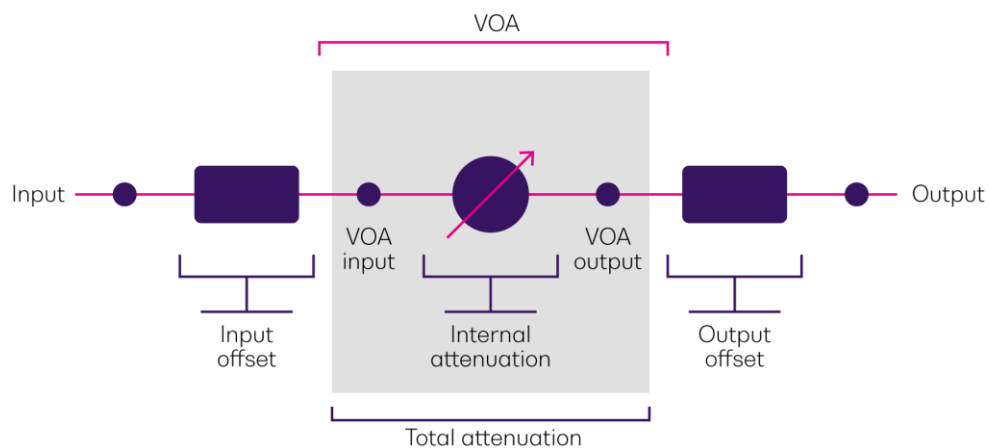 VOA
Input
Output
VOA
input
VOA
output
Input
offset
Internal
attenuation
Output
offset
Total attenuation